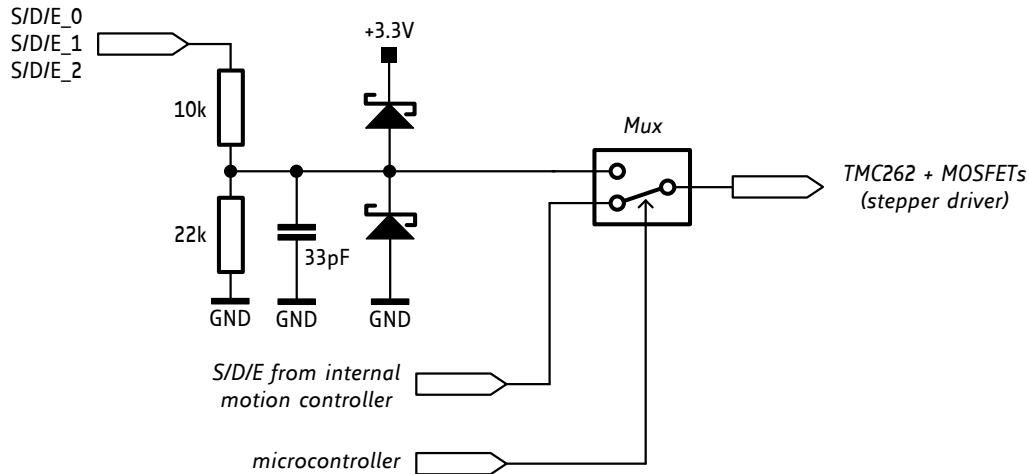 S/D/E_0
S/D/E_1
S/D/E_2
+3.3V
10k
Mux
TMC262 + MOSFETs
(stepper driver)
22k
33pF
GND
GND
GND
S/D/E from internal
motion controller
microcontroller